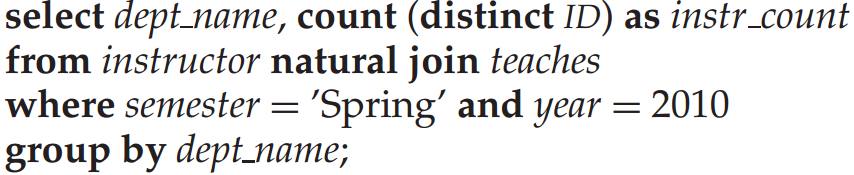 select dept_name, count (distinct ID) as instr_count
from instructor natural join teaches
where semester = ’Spring’ and year = 2010
group by dept_name;